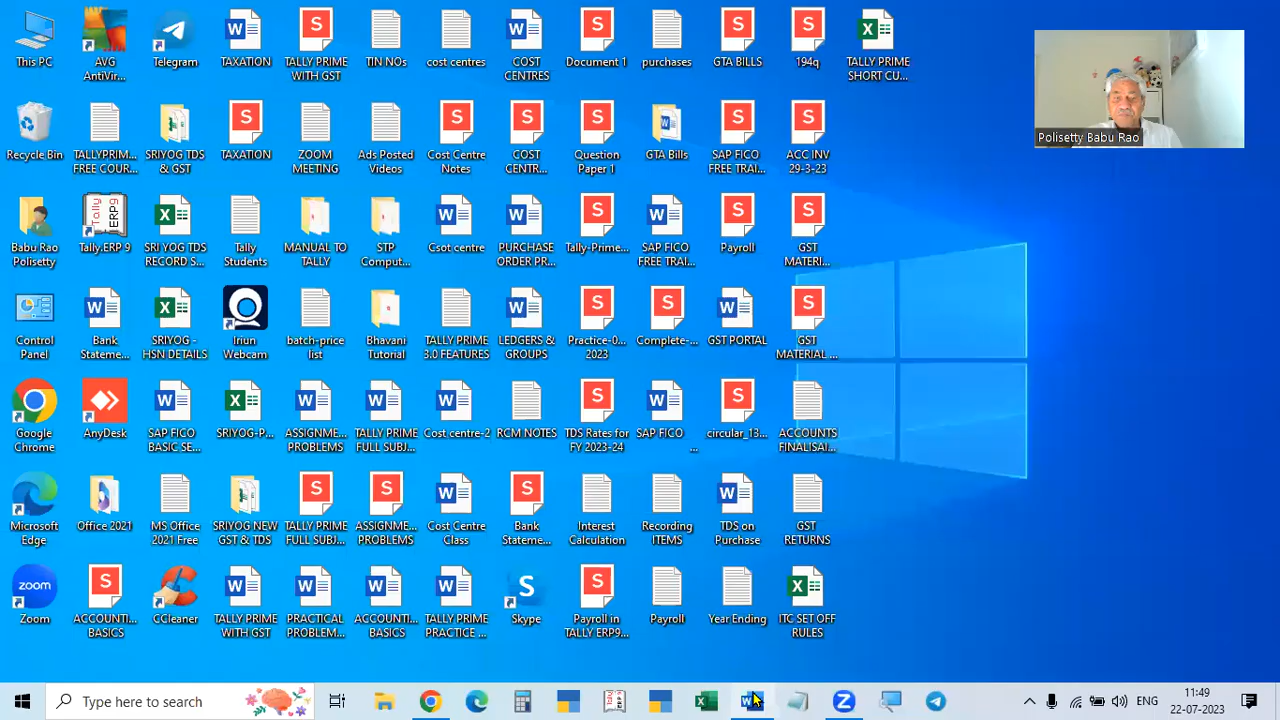 This PC
AVG
AntiVir...
Telegram
TAXATION
TALLY PRIME
WITH GST
TIN NOs
cost centres
COST
CENTRES
Document 1
purchases
GTA BILLS
194q
TALLY PRIME
SHORT CU...
Polisetty Babu Rao
Recycle Bin
TALLYPRIM...
FREE COUR...
SRIYOG TDS
& GST
TAXATION
ZOOM
MEETING
Ads Posted
Videos
Cost Centre
Notes
COST
CENTR...
Question
Paper 1
GTA Bills
SAP FICO
FREE TRAI...
ACC INV
29-3-23
Babu Rao
Polisetty
Tally.ERP 9
SRI YOG TDS
RECORD S...
Tally
Students
MANUAL TO
TALLY
STP
Comput...
Csot centre
PURCHASE
ORDER PR...
Tally-Prime...
SAP FICO
FREE TRAI...
Payroll
GST
MATERI...
Control
Panel
Bank
Stateme...
SRIYOG -
HSN DETAILS
Iriun
Webcam
batch-price
list
Bhavani
Tutorial
TALLY PRIME
3.0 FEATURES
LEDGERS &
GROUPS
Practice-0...
2023
Complete-...
GST PORTAL
GST
MATERIAL ...
Google
Chrome
AnyDesk
SAP FICO
BASIC SE...
SRIYOG-P...
ASSIGNME...
PROBLEMS
TALLY PRIME
FULL SUBJ...
Cost centre-2
RCM NOTES
TDS Rates for
FY 2023-24
SAP FICO
...
circular_13...
ACCOUNTS
FINALISAI...
Microsoft
Edge
Office 2021
MS Office
2021 Free
SRIYOG NEW
GST & TDS
TALLY PRIME
FULL SUBJ...
ASSIGNME...
PROBLEMS
Cost Centre
Class
Bank
Stateme...
Interest
Calculation
Recording
ITEMS
TDS on
Purchase
GST
RETURNS
zoom
Zoom
ACCOUNTI...
BASICS
CCleaner
TALLY PRIME
WITH GST
PRACTICAL
PROBLEM...
ACCOUNTI...
BASICS
TALLY PRIME
PRACTICE ...
Skype
Payroll in
TALLY ERP9...
Payroll
Year Ending
ITC SET OFF
RULES
Type here to search
ENG
11:49
22-07-2023